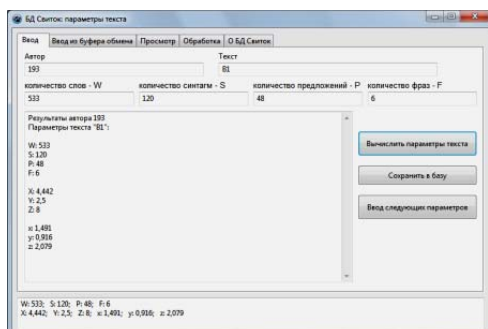 БД Свиток: параметры текста
Ввод Ввод из буфера обмена Просмотр Обработка О БД Свиток
Автор Текст
193 B1
количество слов - W количество синтагм - S количество предложений - P количество фраз - F
533 120 48 6
Результаты автора 193
Параметры текста "B1":
W: 533
S: 120
P: 48
F: 6
X: 4,442
Y: 2,5
Z: 8
x: 1,491
y: 0,916
z: 2,079
Вычислить параметры текста
Сохранить в базу
Ввод следующих параметров
W: 533; S: 120; P: 48; F: 6
X: 4,442; Y: 2,5; Z: 8; x: 1,491; y: 0,916; z: 2,079